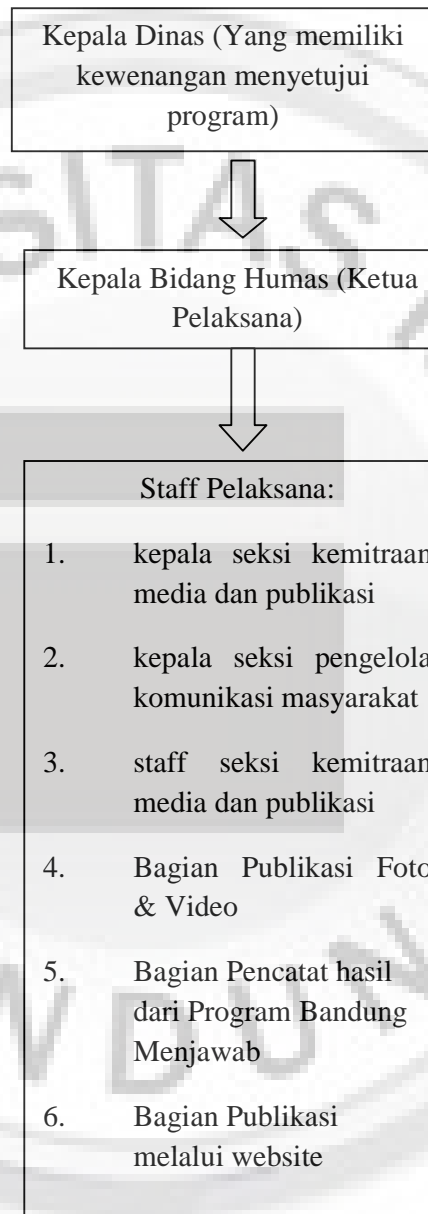 Kepala Dinas (Yang memiliki
kewenangan menyetujui
program)
Kepala Bidang Humas (Ketua
Pelaksana)
Staff Pelaksana:
1. kepala seksi kemitraan
media dan publikasi
2. kepala seksi pengelola
komunikasi masyarakat
3. staff seksi kemitraan
media dan publikasi
4. Bagian Publikasi Foto
& Video
5. Bagian Pencatat hasil
dari Program Bandung
Menjawab
6. Bagian Publikasi
melalui website